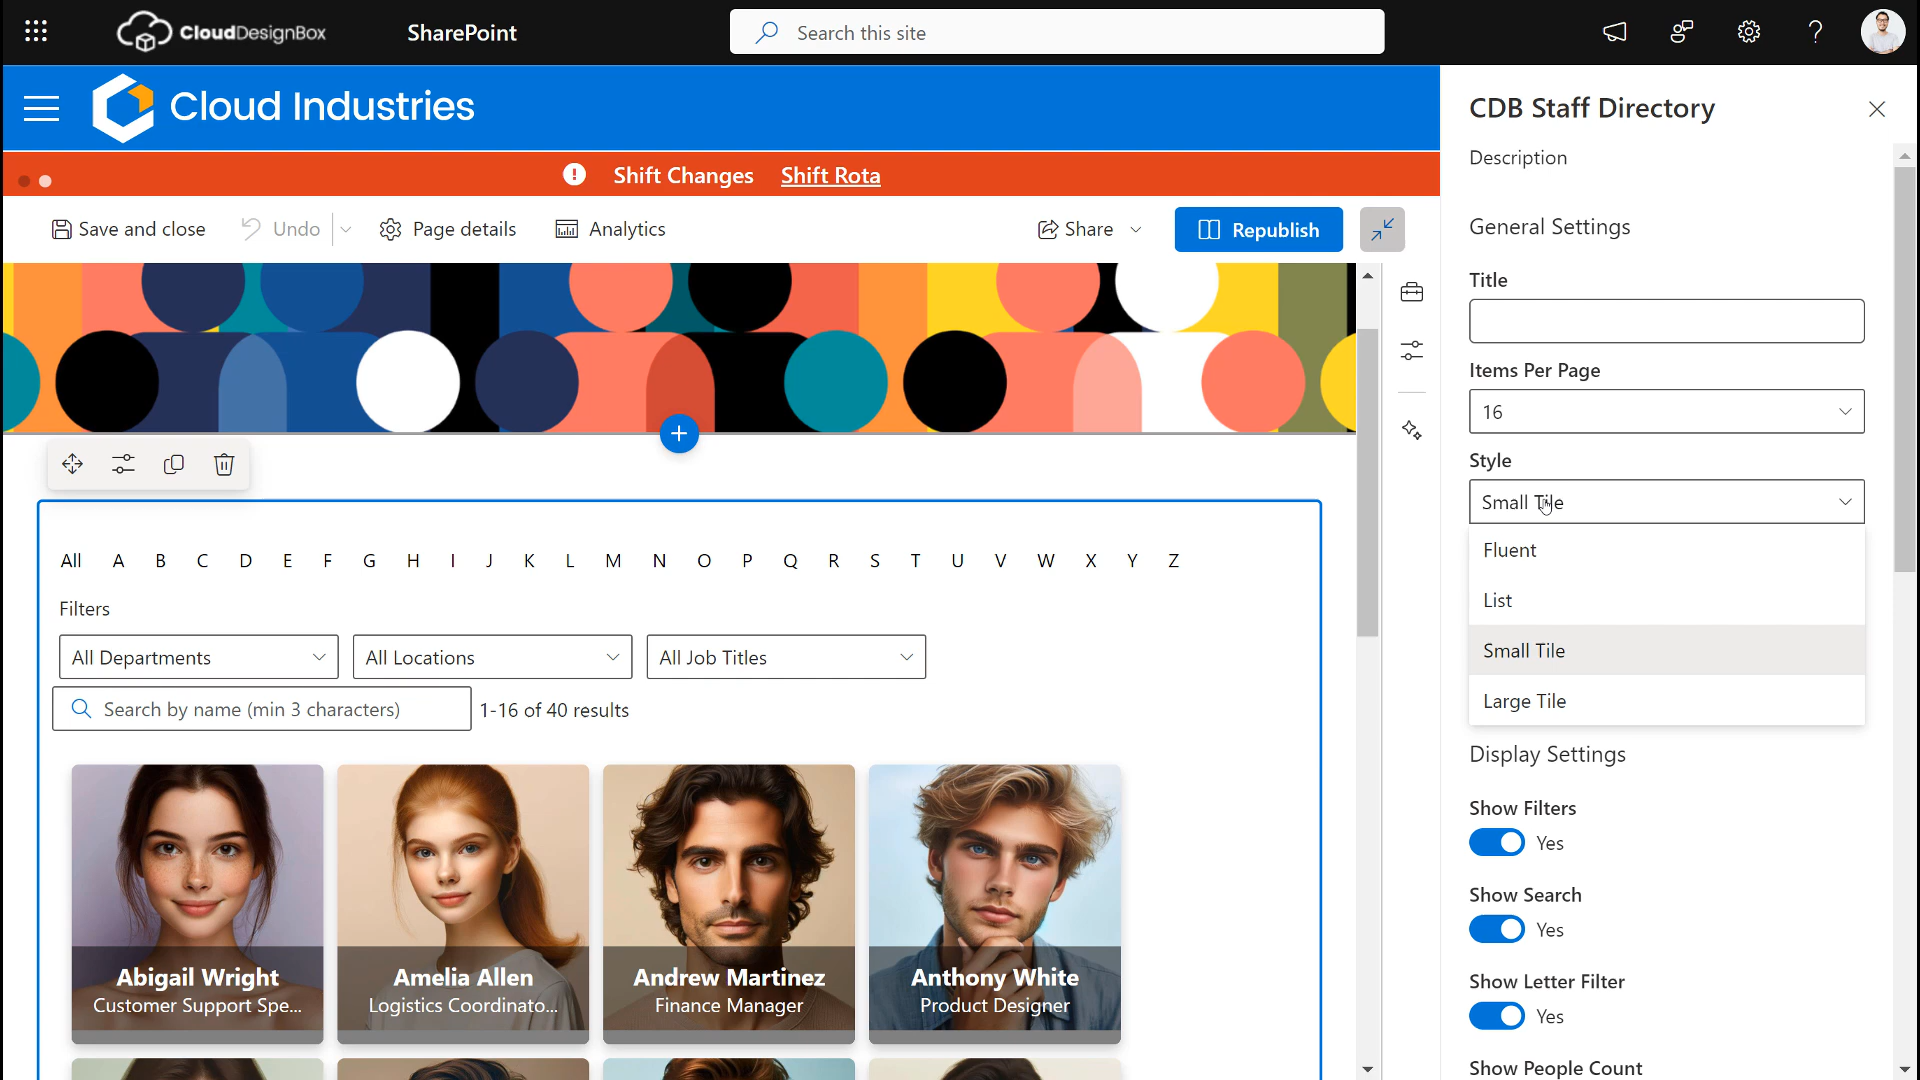 CloudDesignBox
SharePoint
Search this site
Cloud Industries
Shift Changes Shift Rota
Save and close
Undo
Page details
Analytics
Share
Republish
All A B C D E F G H I J K L M N O P Q R S T U V W X Y Z
Filters
All Departments
All Locations
All Job Titles
Search by name (min 3 characters)
1-16 of 40 results
Abigail Wright
Customer Support Spe...
Amelia Allen
Logistics Coordinato...
Andrew Martinez
Finance Manager
Anthony White
Product Designer
CDB Staff Directory
Description
General Settings
Title
Items Per Page
16
Style
Small Tile
Fluent
List
Small Tile
Large Tile
Display Settings
Show Filters
Yes
Show Search
Yes
Show Letter Filter
Yes
Show People Count